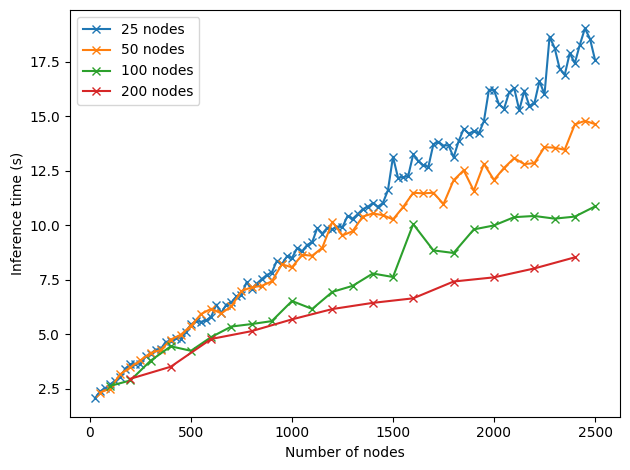 25 nodes
50 nodes
100 nodes
200 nodes
17.5
15.0
12.5
10.0
7.5
5.0
2.5
Inference time (s)
0 500 1000 1500 2000 2500
Number of nodes